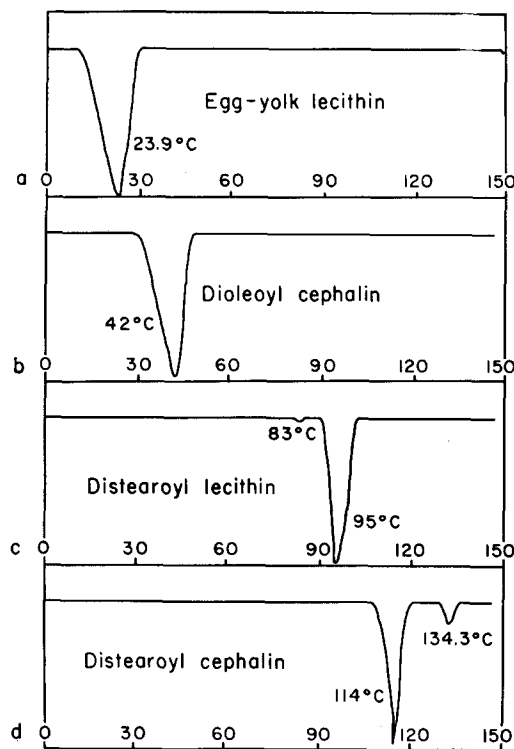 Egg-yolk lecithin
23.9°C
a
0 30 60 90 120 150
Dioleoyl cephalin
42°C
b
0 30 60 90 120 150
83°C
Distearoyl lecithin
95°C
c
0 30 60 90 120 150
134.3°C
Distearoyl cephalin
114°C
d
0 30 60 90 120 150